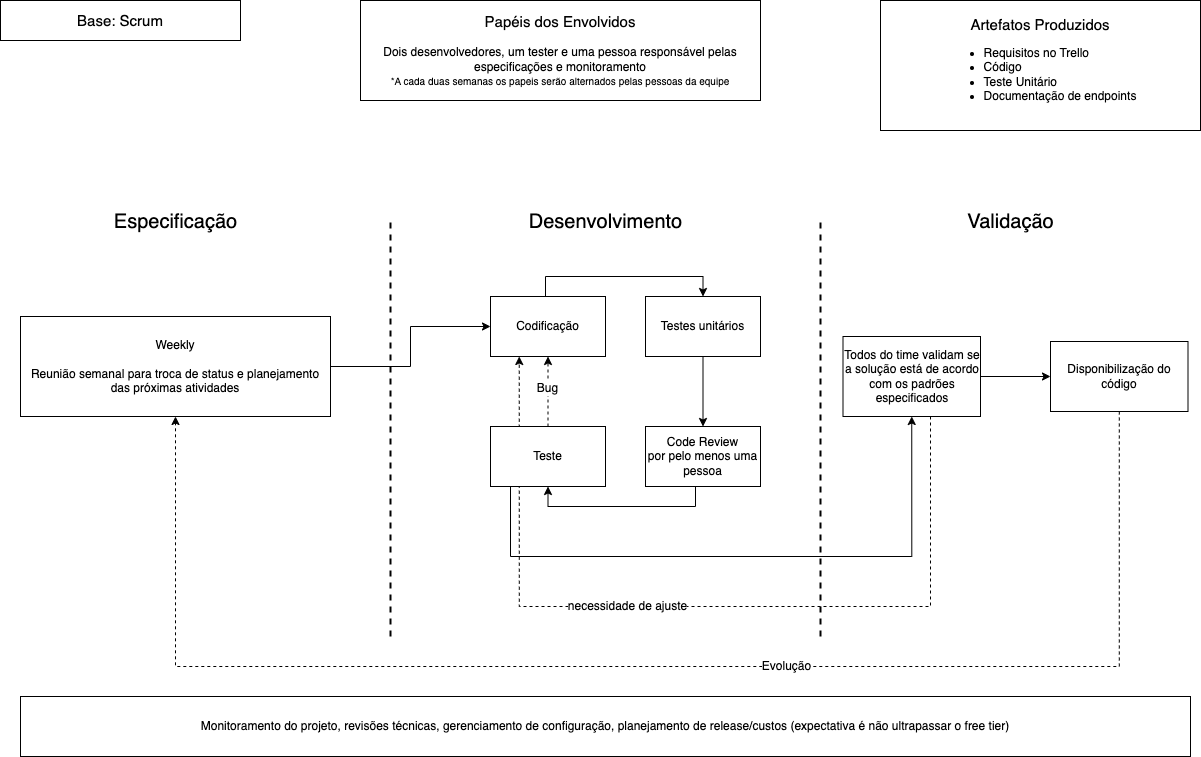 Base: Scrum
Papéis dos Envolvidos
Dois desenvolvedores, um tester e uma pessoa responsável pelas
especificações e monitoramento
*A cada duas semanas os papeis serão alternados pelas pessoas da equipe
Artefatos Produzidos
• Requisitos no Trello
• Código
• Teste Unitário
• Documentação de endpoints
Especificação
Desenvolvimento
Validação
Weekly
Reunião semanal para troca de status e planejamento
das próximas atividades
Codificação
Testes unitários
Bug
Teste
Code Review
por pelo menos uma
pessoa
Todos do time validam se
a solução está de acordo
com os padrões
especificados
Disponibilização do
código
necessidade de ajuste
Evolução
Monitoramento do projeto, revisões técnicas, gerenciamento de configuração, planejamento de release/custos (expectativa é não ultrapassar o free tier)